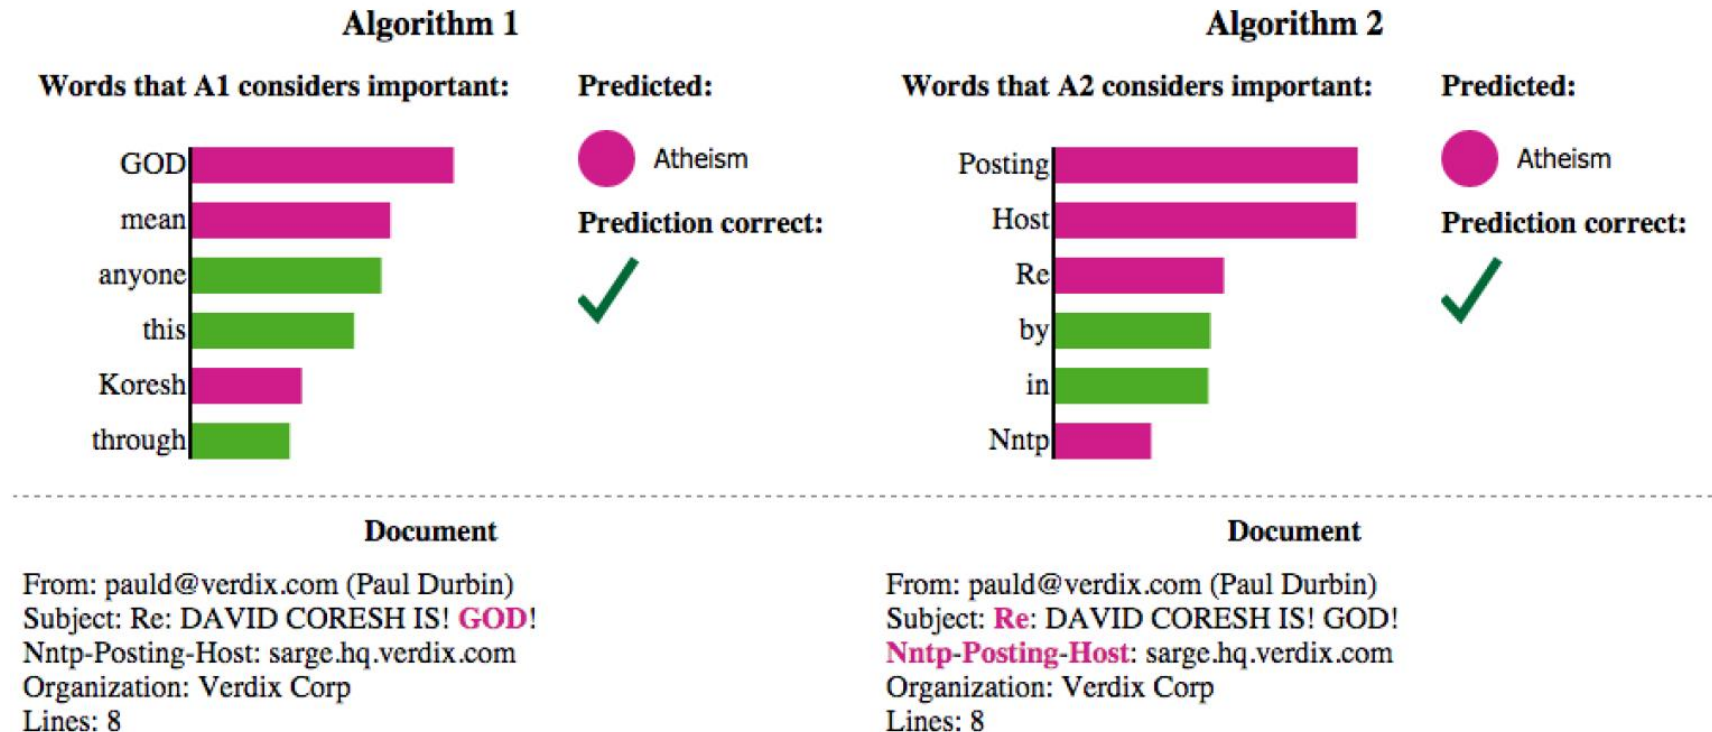 Algorithm 1
Words that A1 considers important:
Predicted:
GOD
mean
anyone
this
Koresh
through
Atheism
Prediction correct:
Document
From: pauld@verdix.com (Paul Durbin)
Subject: Re: DAVID CORESH IS! GOD!
Nntp-Posting-Host: sarge.hq.verdix.com
Organization: Verdix Corp
Lines: 8
Algorithm 2
Words that A2 considers important:
Predicted:
Posting
Host
Re
by
in
Nntp
Atheism
Prediction correct:
Document
From: pauld@verdix.com (Paul Durbin)
Subject: Re: DAVID CORESH IS! GOD!
Nntp-Posting-Host: sarge.hq.verdix.com
Organization: Verdix Corp
Lines: 8